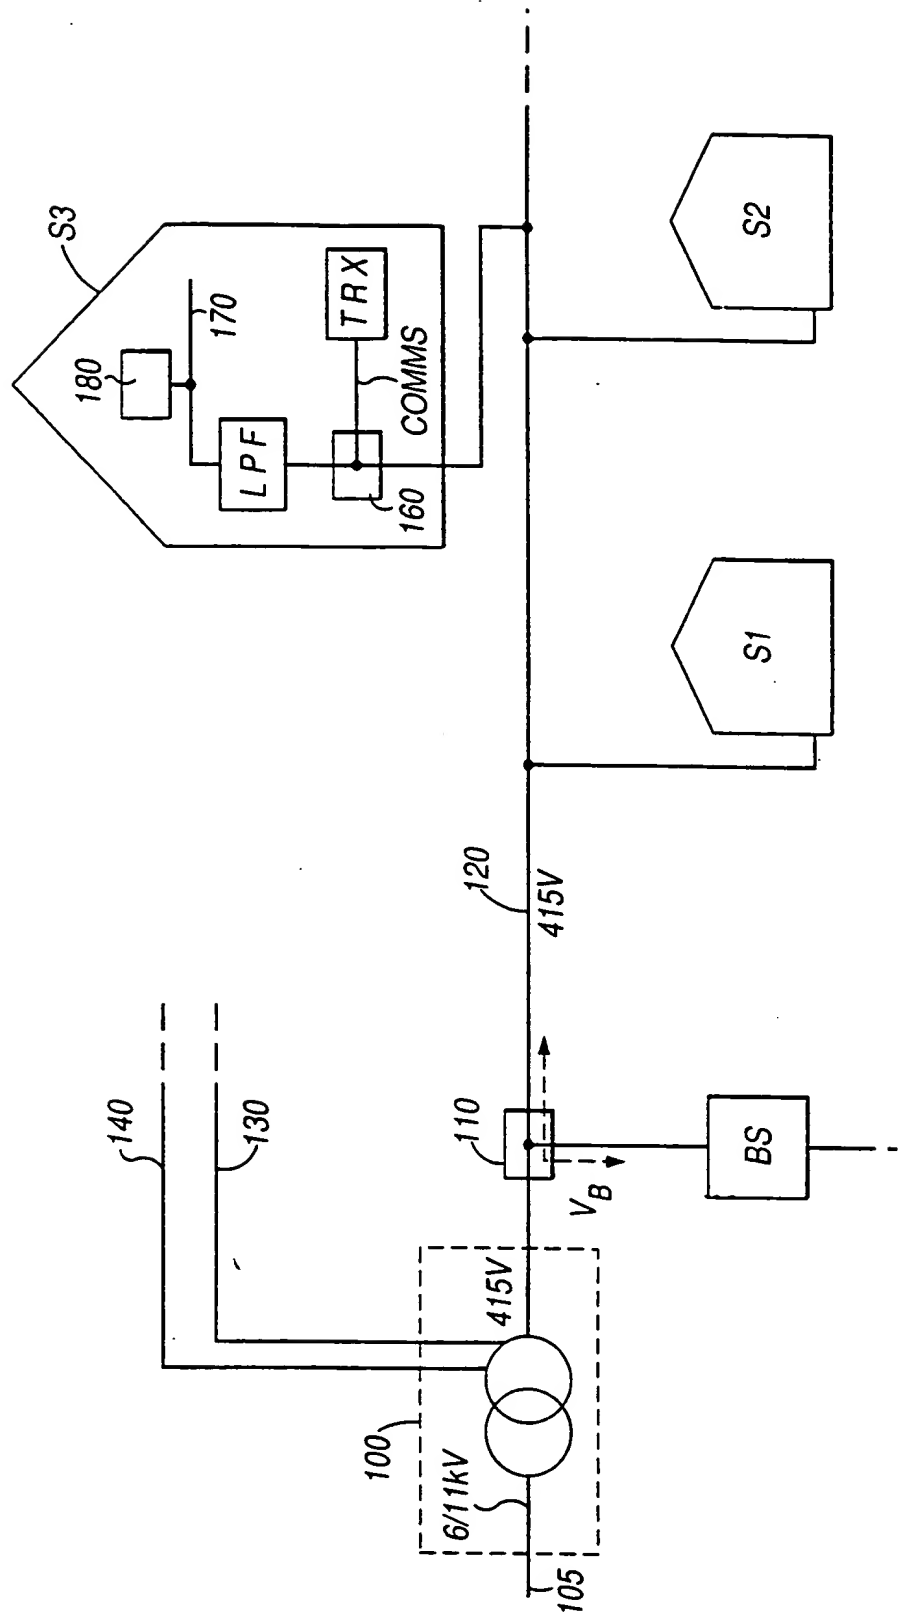 S3
180
170
LPF
TRX
COMMS
160
S2
S1
140
130
120
415V
110
V_B
BS
100
415V
6/11kV
105